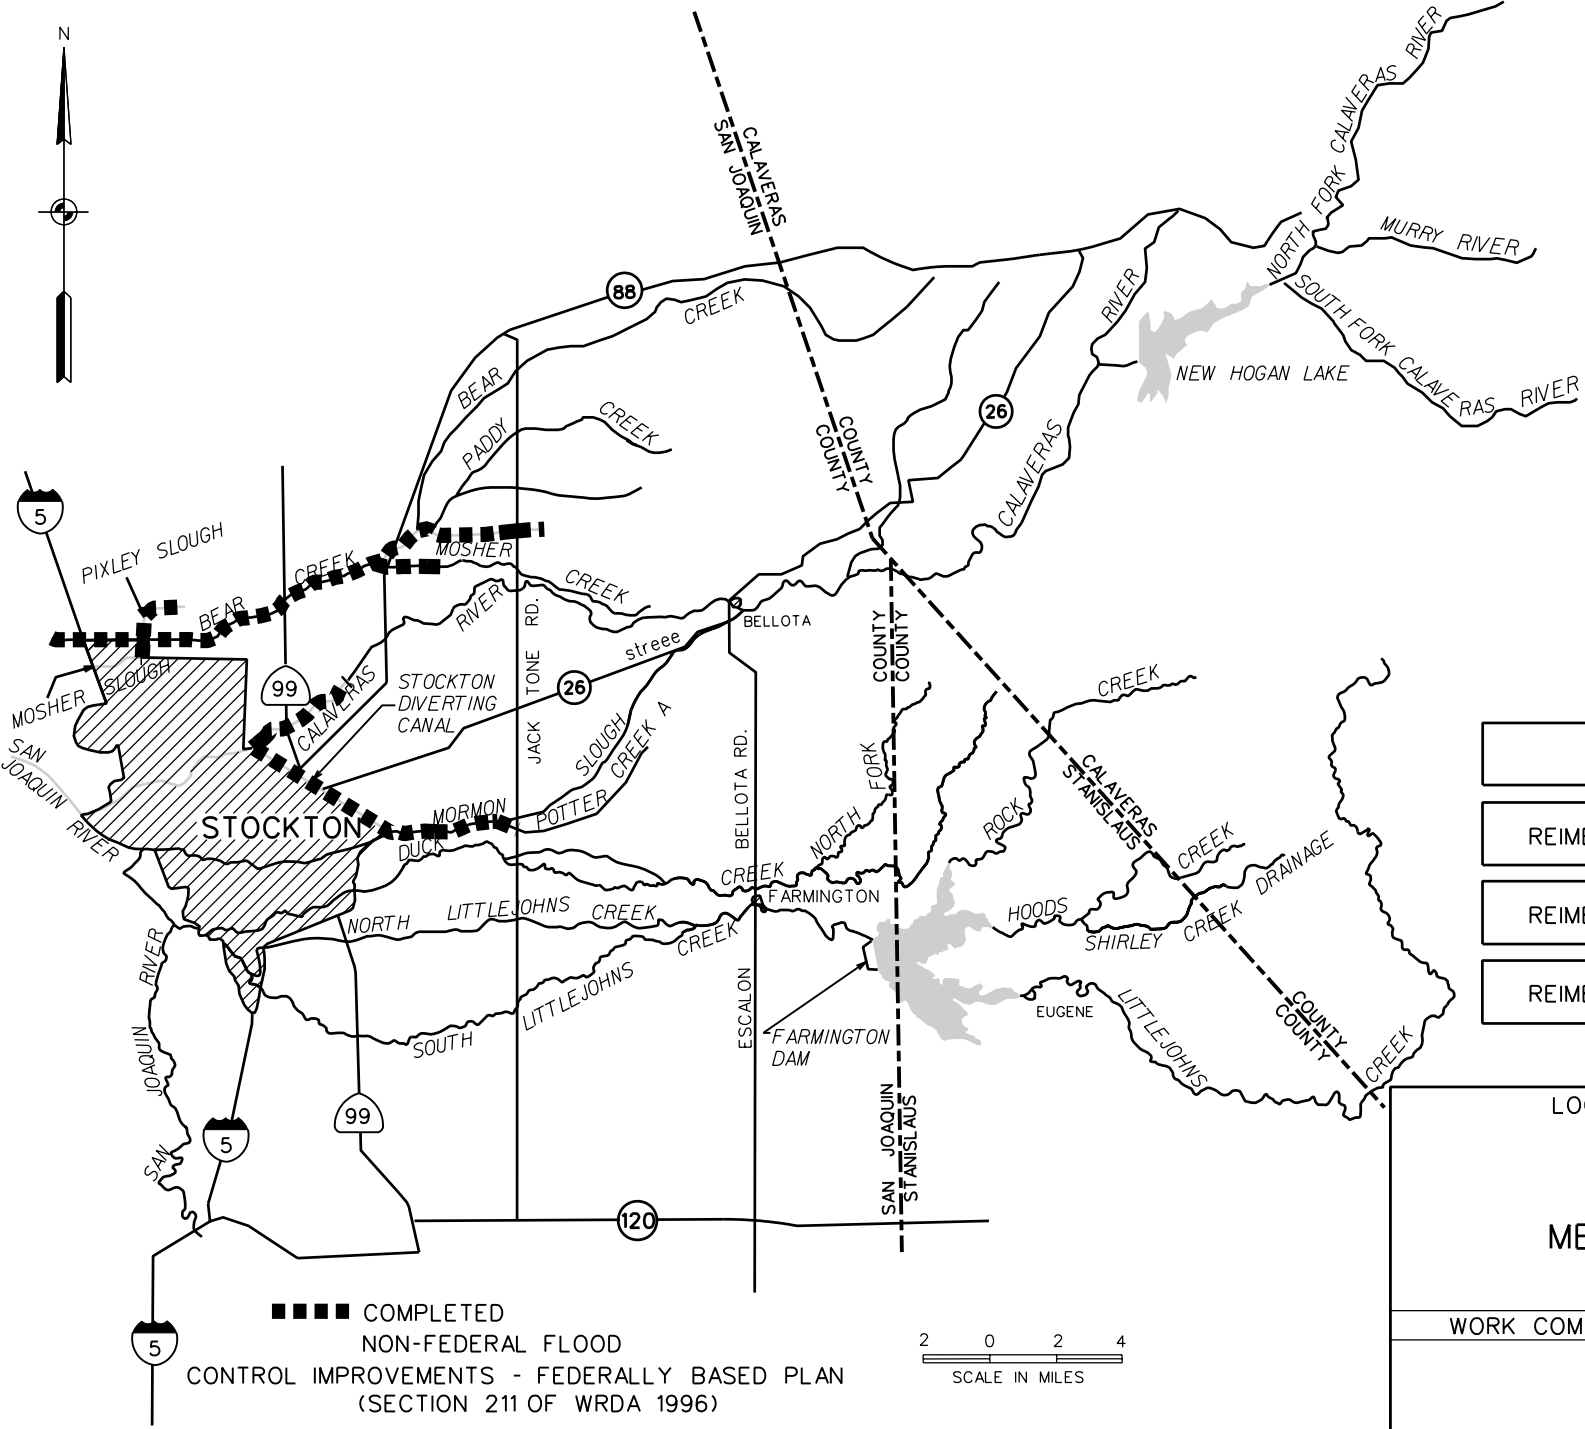 N
NORTH FORK CALAVERAS RIVER
CALAVERAS
SAN JOAQUIN
MURRY RIVER
88
CREEK
RIVER
SOUTH FORK CALAVERAS RIVER
NEW HOGAN LAKE
BEAR
26
PADDY CREEK
COUNTY
COUNTY
CALAVERAS
5
PIXLEY SLOUGH
MOSHER
CREEK
CREEK
BEAR
RIVER
JACK TONE RD.
BELLOTA
COUNTY
COUNTY
streee
MOSHER SLOUGH
99
CALAVERAS
STOCKTON
DIVERTING
CANAL
26
CREEK
SAN
JOAQUIN
RIVER
SLOUGH
CREEK A
BELLOTA RD.
FORK
CALAVERAS
STANISLAUS
STOCKTON
MORMON
POTTER
NORTH
ROCK
CREEK
REIME
DUCK
CREEK
DRAINAGE
FARMINGTON
NORTH LITTLEJOHNS CREEK
HOODS
REIME
SHIRLEY CREEK
CREEK
RIVER
LITTLEJOHNS
REIME
ESCALON
EUGENE
LITTLEJOHNS
COUNTY
COUNTY
SOUTH
FARMINGTON
DAM
CREEK
JOAQUIN
99
5
SAN JOAQUIN
STANISLAUS
LOC
SAN
120
ME
COMPLETED
NON-FEDERAL FLOOD
CONTROL IMPROVEMENTS - FEDERALLY BASED PLAN
(SECTION 211 OF WRDA 1996)
5
2 0 2 4
SCALE IN MILES
WORK COM